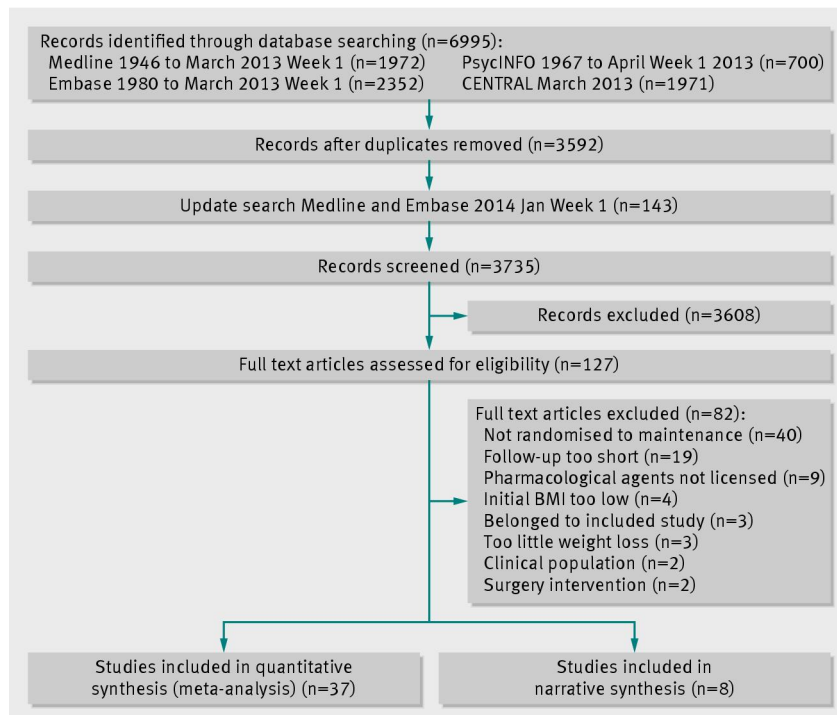 Records identified through database searching (n=6995):
Medline 1946 to March 2013 Week 1 (n=1972)
PsycINFO 1967 to April Week 1 2013 (n=700)
Embase 1980 to March 2013 Week 1 (n=2352)
CENTRAL March 2013 (n=1971)
Records after duplicates removed (n=3592)
Update search Medline and Embase 2014 Jan Week 1 (n=143)
Records screened (n=3735)
Records excluded (n=3608)
Full text articles assessed for eligibility (n=127)
Full text articles excluded (n=82):
Not randomised to maintenance (n=40)
Follow-up too short (n=19)
Pharmacological agents not licensed (n=9)
Initial BMI too low (n=4)
Belonged to included study (n=3)
Too little weight loss (n=3)
Clinical population (n=2)
Surgery intervention (n=2)
Studies included in quantitative
synthesis (meta-analysis) (n=37)
Studies included in
narrative synthesis (n=8)